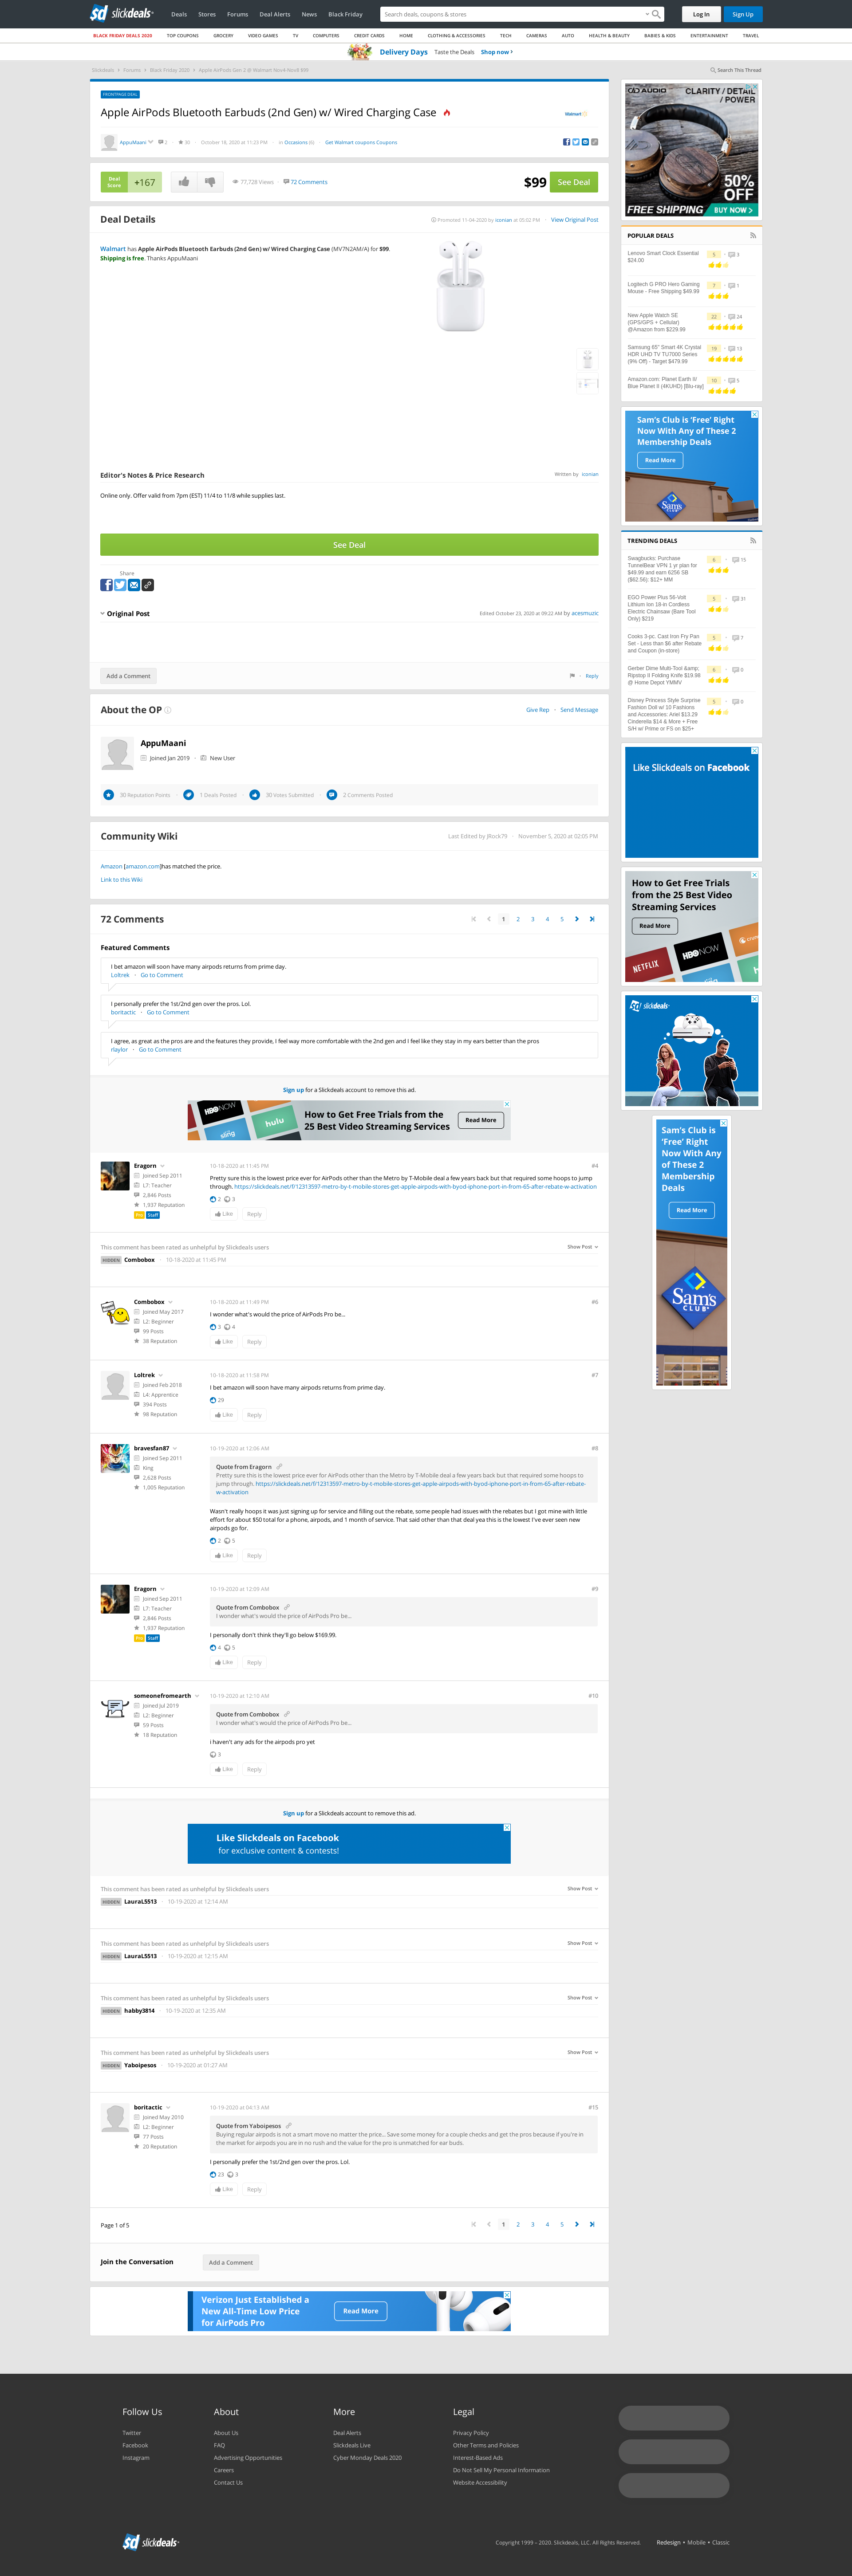 slickdeals
Deals
Stores
Forums
Deal Alerts
News
Black Friday
Search deals, coupons & stores
Log In
Sign Up
BLACK FRIDAY DEALS 2020
TOP COUPONS
GROCERY
VIDEO GAMES
TV
COMPUTERS
CREDIT CARDS
HOME
CLOTHING & ACCESSORIES
TECH
CAMERAS
AUTO
HEALTH & BEAUTY
BABIES & KIDS
ENTERTAINMENT
TRAVEL
Delivery Days Taste the Deals Shop now
Slickdeals > Forums > Black Friday 2020 > Apple AirPods Gen 2 @ Walmart Nov4-Nov8 $99
Search This Thread
FRONTPAGE DEAL
Apple AirPods Bluetooth Earbuds (2nd Gen) w/ Wired Charging Case
Walmart
AppuMaani 2 30 October 18, 2020 at 11:23 PM in Occasions (6) Get Walmart coupons Coupons
Deal Score +167
77,728 Views 72 Comments
$99 See Deal
Deal Details
Promoted 11-04-2020 by iconian at 05:02 PM View Original Post
Walmart has Apple AirPods Bluetooth Earbuds (2nd Gen) w/ Wired Charging Case (MV7N2AM/A) for $99.
Shipping is free. Thanks AppuMaani
Editor's Notes & Price Research
Written by iconian
Online only. Offer valid from 7pm (EST) 11/4 to 11/8 while supplies last.
See Deal
Share
Original Post
Edited October 23, 2020 at 09:22 AM by acesmuzic
Add a Comment
Reply
About the OP
Give Rep · Send Message
AppuMaani
Joined Jan 2019 New User
30 Reputation Points 1 Deals Posted 30 Votes Submitted 2 Comments Posted
Community Wiki
Last Edited by JRock79 · November 5, 2020 at 02:05 PM
Amazon [amazon.com]has matched the price.
Link to this Wiki
72 Comments
1 2 3 4 5
Featured Comments
I bet amazon will soon have many airpods returns from prime day.
Loltrek · Go to Comment
I personally prefer the 1st/2nd gen over the pros. Lol.
boritactic · Go to Comment
I agree, as great as the pros are and the features they provide, I feel way more comfortable with the 2nd gen and I feel like they stay in my ears better than the pros
rlaylor · Go to Comment
Sign up for a Slickdeals account to remove this ad.
HBO NOW
sling
hulu
How to Get Free Trials from the
25 Best Video Streaming Services
Read More
Eragorn
Joined Sep 2011
L7: Teacher
2,846 Posts
1,937 Reputation
Pro Staff
10-18-2020 at 11:45 PM
#4
Pretty sure this is the lowest price ever for AirPods other than the Metro by T-Mobile deal a few years back but that required some hoops to jump
through. https://slickdeals.net/f/12313597-metro-by-t-mobile-stores-get-apple-airpods-with-byod-iphone-port-in-from-65-after-rebate-w-activation
2 3
Like Reply
This comment has been rated as unhelpful by Slickdeals users
Show Post
HIDDEN Combobox · 10-18-2020 at 11:45 PM
Combobox
Joined May 2017
L2: Beginner
99 Posts
38 Reputation
10-18-2020 at 11:49 PM
#6
I wonder what's would the price of AirPods Pro be...
3 4
Like Reply
Loltrek
Joined Feb 2018
L4: Apprentice
394 Posts
98 Reputation
10-18-2020 at 11:58 PM
#7
I bet amazon will soon have many airpods returns from prime day.
29
Like Reply
bravesfan87
Joined Sep 2011
King
2,628 Posts
1,005 Reputation
10-19-2020 at 12:06 AM
#8
Quote from Eragorn
Pretty sure this is the lowest price ever for AirPods other than the Metro by T-Mobile deal a few years back but that required some hoops to
jump through. https://slickdeals.net/f/12313597-metro-by-t-mobile-stores-get-apple-airpods-with-byod-iphone-port-in-from-65-after-rebate-
w-activation
Wasn't really hoops it was just signing up for service and filling out the rebate, some people had issues with the rebates but I got mine with little
effort for about $50 total for a phone, airpods, and 1 month of service. That said other than that deal yea this is the lowest I've ever seen new
airpods go for.
2 5
Like Reply
Eragorn
Joined Sep 2011
L7: Teacher
2,846 Posts
1,937 Reputation
Pro Staff
10-19-2020 at 12:09 AM
#9
Quote from Combobox
I wonder what's would the price of AirPods Pro be...
I personally don't think they'll go below $169.99.
4 5
Like Reply
someonefromearth
Joined Jul 2019
L2: Beginner
59 Posts
18 Reputation
10-19-2020 at 12:10 AM
#10
Quote from Combobox
I wonder what's would the price of AirPods Pro be...
i haven't any ads for the airpods pro yet
3
Like Reply
Sign up for a Slickdeals account to remove this ad.
Like Slickdeals on Facebook
for exclusive content & contests!
This comment has been rated as unhelpful by Slickdeals users
Show Post
HIDDEN LauraL5513 · 10-19-2020 at 12:14 AM
This comment has been rated as unhelpful by Slickdeals users
Show Post
HIDDEN LauraL5513 · 10-19-2020 at 12:15 AM
This comment has been rated as unhelpful by Slickdeals users
Show Post
HIDDEN habby3814 · 10-19-2020 at 12:35 AM
This comment has been rated as unhelpful by Slickdeals users
Show Post
HIDDEN Yaboipesos · 10-19-2020 at 01:27 AM
boritactic
Joined May 2010
L2: Beginner
77 Posts
20 Reputation
10-19-2020 at 04:13 AM
#15
Quote from Yaboipesos
Buying regular airpods is not a smart move no matter the price... Save some money for a couple checks and get the pros because if you're in
the market for airpods you are in no rush and the value for the pro is unmatched for ear buds.
I personally prefer the 1st/2nd gen over the pros. Lol.
23 3
Like Reply
Page 1 of 5
1 2 3 4 5
Join the Conversation
Add a Comment
Verizon Just Established a
New All-Time Low Price
for AirPods Pro
Read More
AUDIO
CLARITY / DETAIL
/ POWER
50%
OFF
FREE SHIPPING BUY NOW
POPULAR DEALS
Lenovo Smart Clock Essential
$24.00
5 3
Logitech G PRO Hero Gaming
Mouse - Free Shipping $49.99
7 1
New Apple Watch SE
(GPS/GPS + Cellular)
@Amazon from $229.99
22 24
Samsung 65" Smart 4K Crystal
HDR UHD TV TU7000 Series
(9% Off) - Target $479.99
19 13
Amazon.com: Planet Earth II/
Blue Planet II (4KUHD) [Blu-ray]
10 5
Sam's Club is 'Free' Right
Now With Any of These 2
Membership Deals
Read More
Sam's
CLUB
TRENDING DEALS
Swagbucks: Purchase
TunnelBear VPN 1 yr plan for
$49.99 and earn 6256 SB
($62.56): $12+ MM
6 15
EGO Power Plus 56-Volt
Lithium Ion 18-in Cordless
Electric Chainsaw (Bare Tool
Only) $219
5 31
Cooks 3-pc. Cast Iron Fry Pan
Set - Less than $6 after Rebate
and Coupon (in-store)
5 7
Gerber Dime Multi-Tool &amp;
Ripstop II Folding Knife $19.98
@ Home Depot YMMV
6 0
Disney Princess Style Surprise
Fashion Doll w/ 10 Fashions
and Accessories: Ariel $13.29
Cinderella $14 & More + Free
S/H w/ Prime or FS on $25+
5 0
Like Slickdeals on Facebook
How to Get Free Trials
from the 25 Best Video
Streaming Services
Read More
NETFLIX
HBO NOW
hulu
slickdeals
Sam's Club is
'Free' Right
Now With Any
of These 2
Membership
Deals
Read More
Sam's
CLUB
Follow Us
Twitter
Facebook
Instagram
About
About Us
FAQ
Advertising Opportunities
Careers
Contact Us
More
Deal Alerts
Slickdeals Live
Cyber Monday Deals 2020
Legal
Privacy Policy
Other Terms and Policies
Interest-Based Ads
Do Not Sell My Personal Information
Website Accessibility
slickdeals
Copyright 1999 - 2020. Slickdeals, LLC. All Rights Reserved.
Redesign • Mobile • Classic